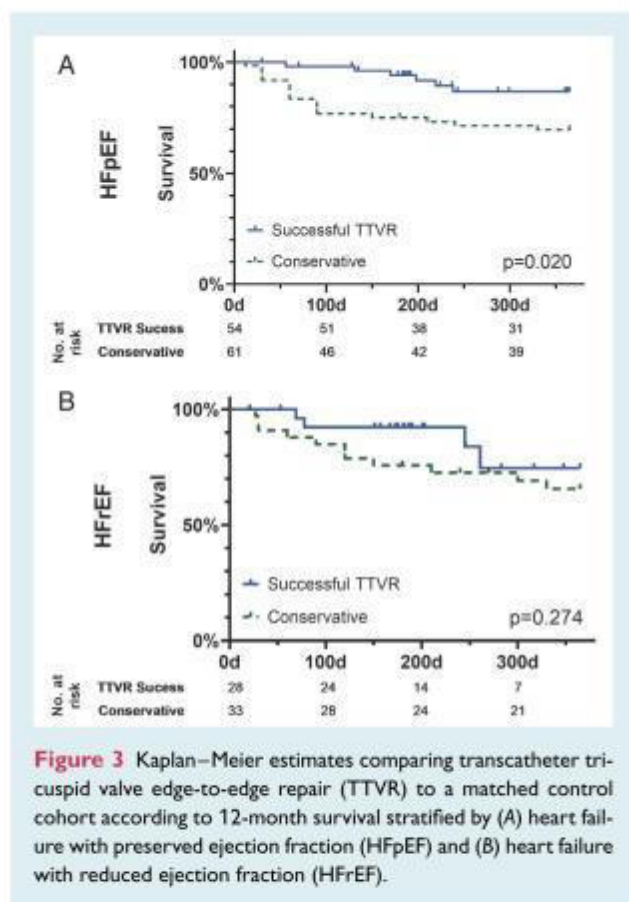 A
100%
50%
0%
HFpEF
Survival
Successful TTVR
Conservative
p=0.020
0d 100d 200d 300d
No. at risk
TTVR Sucess 54 51 38 31
Conservative 61 46 42 39
B
100%
50%
0%
HFrEF
Survival
Successful TTVR
Conservative
p=0.274
0d 100d 200d 300d
No. at risk
TTVR Sucess 28 24 14 7
Conservative 33 28 24 21
Figure 3 Kaplan–Meier estimates comparing transcatheter tri-
cuspid valve edge-to-edge repair (TTVR) to a matched control
cohort according to 12-month survival stratified by (A) heart fail-
ure with preserved ejection fraction (HFpEF) and (B) heart failure
with reduced ejection fraction (HFrEF).